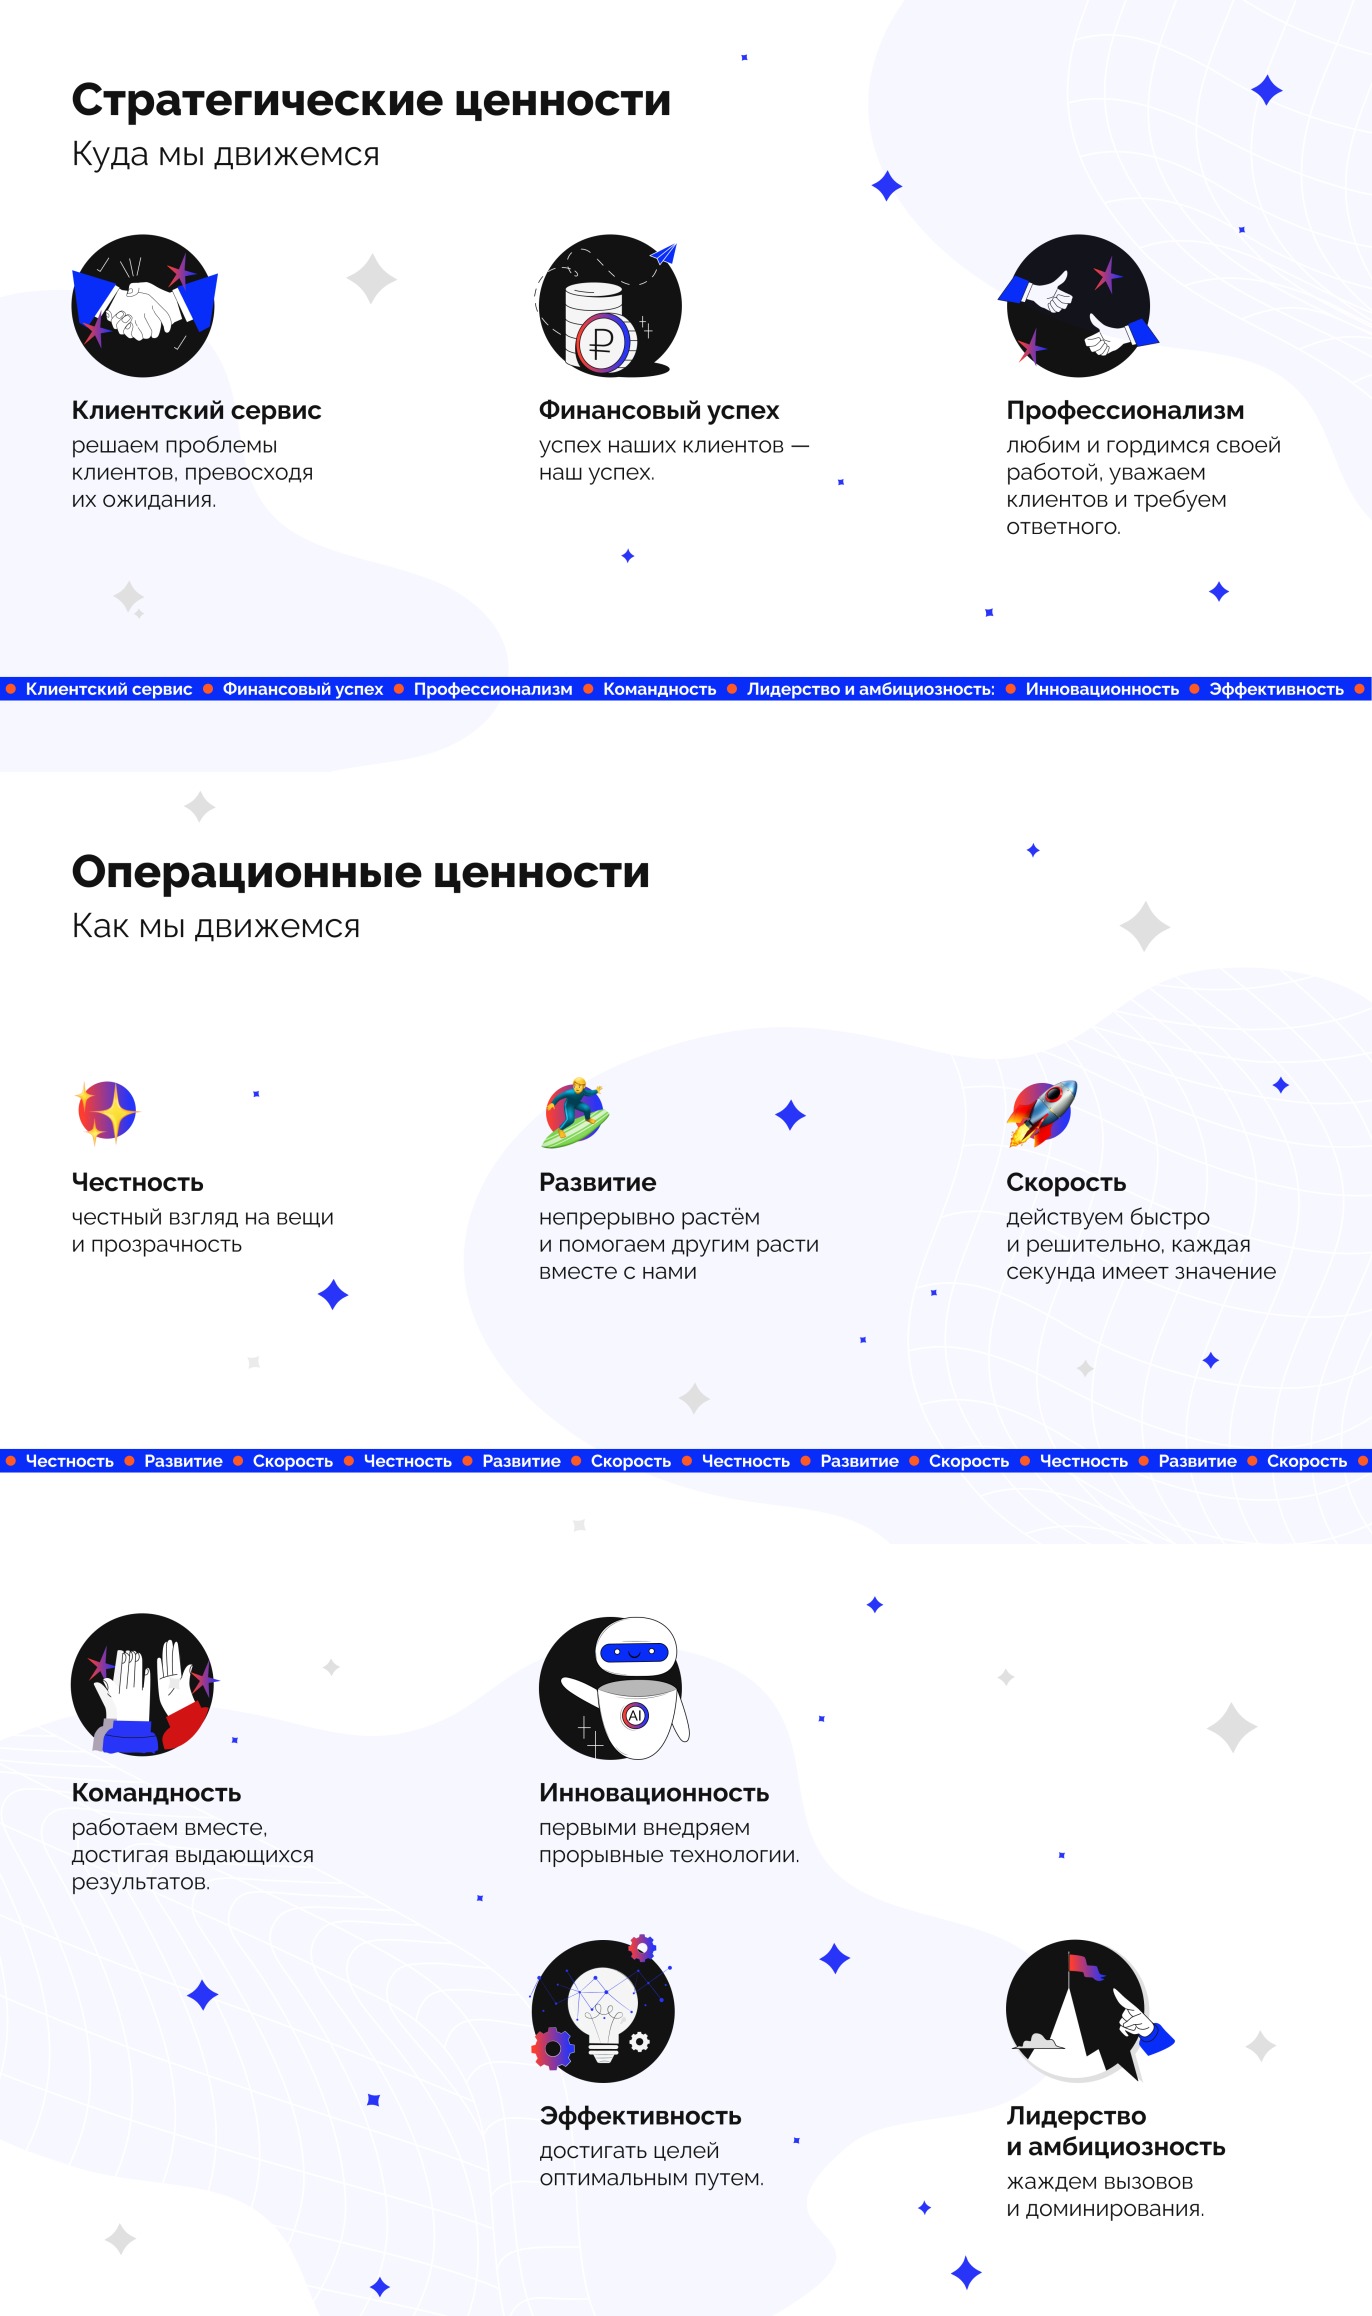 Стратегические ценности
Куда мы движемся
Клиентский сервис
решаем проблемы
клиентов, превосходя
их ожидания.
Финансовый успех
успех наших клиентов —
наш успех.
Профессионализм
любим и гордимся своей
работой, уважаем
клиентов и требуем
ответного.
Клиентский сервис Финансовый успех Профессионализм Командность Лидерство и амбициозность: Инновационность Эффективность
Операционные ценности
Как мы движемся
Честность
честный взгляд на вещи
и прозрачность
Развитие
непрерывно растём
и помогаем другим расти
вместе с нами
Скорость
действуем быстро
и решительно, каждая
секунда имеет значение
Честность Развитие Скорость Честность Развитие Скорость Честность Развитие Скорость Честность Развитие Скорость
Командность
работаем вместе,
достигая выдающихся
результатов.
AI
Инновационность
первыми внедряем
прорывные технологии.
Эффективность
достигать целей
оптимальным путем.
Лидерство
и амбициозность
жаждем вызовов
и доминирования.